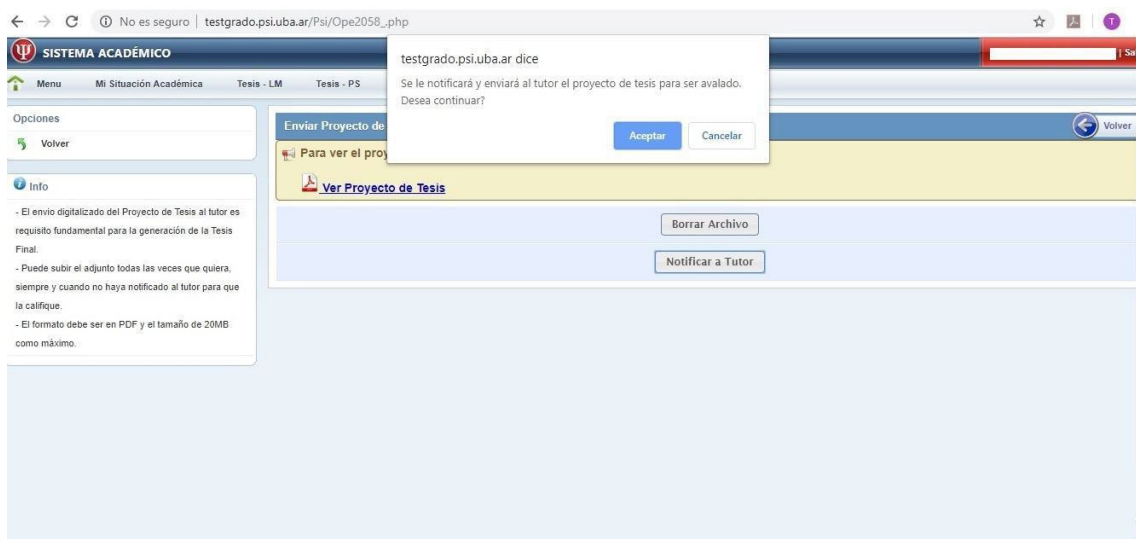 No es seguro | testgrado.psi.uba.ar/Psi/Ope2058_.php
T
SISTEMA ACADÉMICO
| Sa
Menu Mi Situación Académica Tesis - LM Tesis - PS
testgrado.psi.uba.ar dice
Se le notificará y enviará al tutor el proyecto de tesis para ser avalado.
Desea continuar?
Aceptar Cancelar
Opciones
Volver
Enviar Proyecto de
Volver
Para ver el proy
Ver Proyecto de Tesis
Borrar Archivo
Notificar a Tutor
Info
- El envio digitalizado del Proyecto de Tesis al tutor es
requisito fundamental para la generación de la Tesis
Final.
- Puede subir el adjunto todas las veces que quiera,
siempre y cuando no haya notificado al tutor para que
la califique.
- El formato debe ser en PDF y el tamaño de 20MB
como máximo.